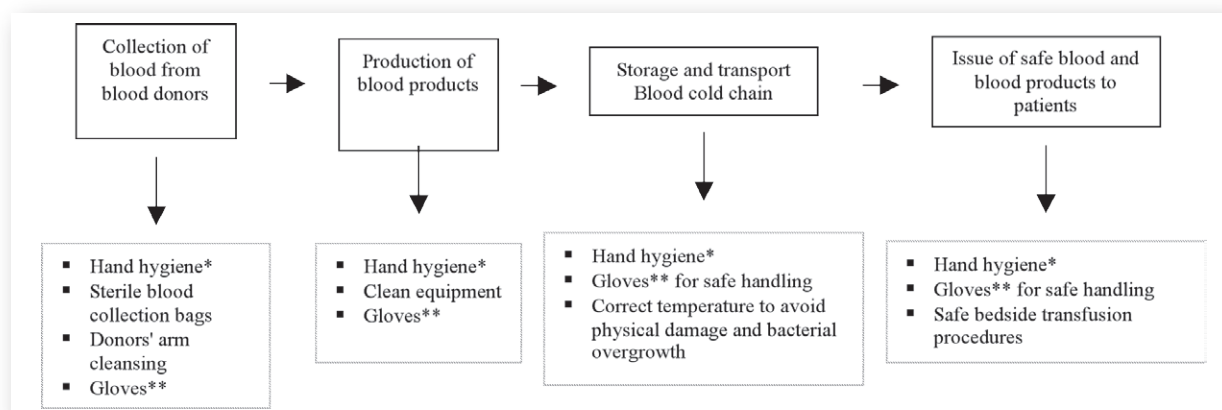 Collection of
blood from
blood donors
Production of
blood products
Storage and transport
Blood cold chain
Issue of safe blood and
blood products to
patients
▪ Hand hygiene*
▪ Sterile blood
collection bags
▪ Donors' arm
cleansing
▪ Gloves**
▪ Hand hygiene*
▪ Clean equipment
▪ Gloves**
▪ Hand hygiene*
▪ Gloves** for safe handling
▪ Correct temperature to avoid
physical damage and bacterial
overgrowth
▪ Hand hygiene*
▪ Gloves** for safe handling
▪ Safe bedside transfusion
procedures